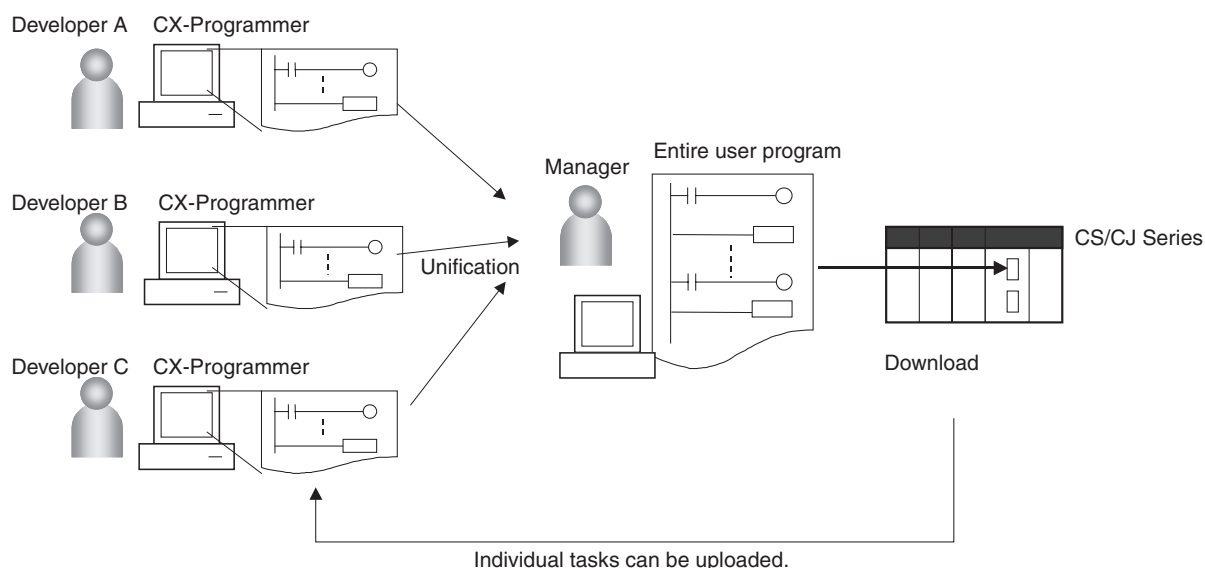 Developer A
CX-Programmer
Developer B
CX-Programmer
Unification
Developer C
CX-Programmer
Manager
Entire user program
CS/CJ Series
Download
Individual tasks can be uploaded.